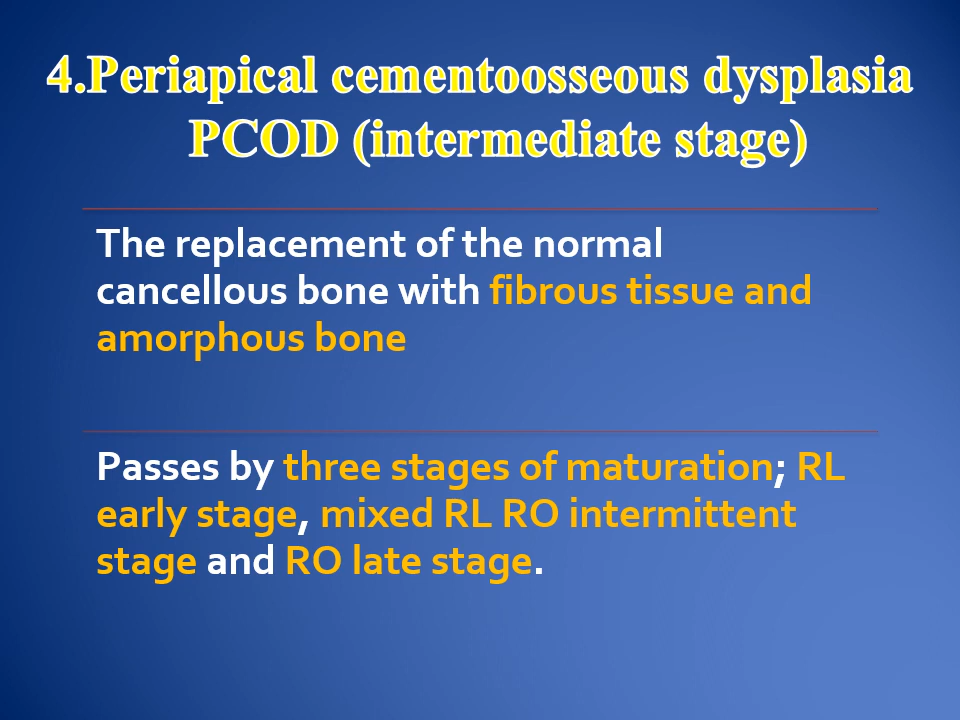 4.Periapical cementoosseous dysplasia
PCOD (intermediate stage)
The replacement of the normal
cancellous bone with fibrous tissue and
amorphous bone
Passes by three stages of maturation; RL
early stage, mixed RL RO intermittent
stage and RO late stage.